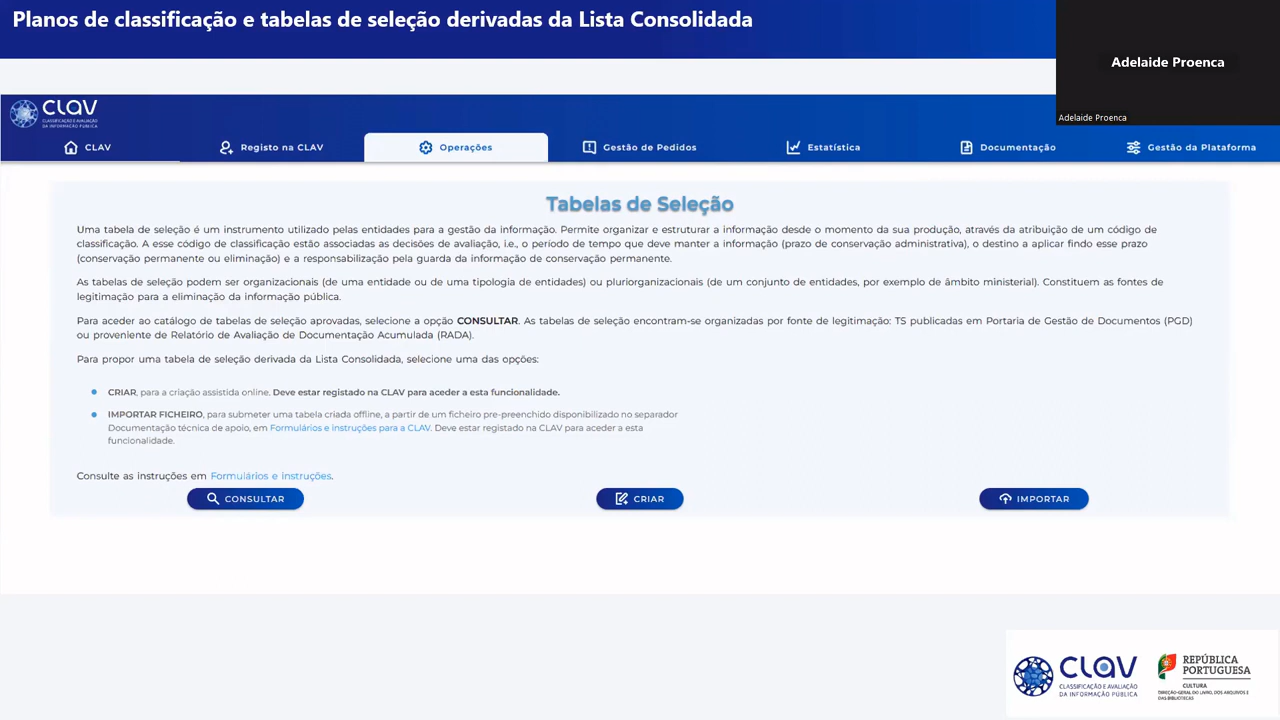 Planos de classificação e tabelas de seleção derivadas da Lista Consolidada
Adelaide Proenca
Adelaide Proenca
CLAV
CLASSIFICAÇÃO E AVALIAÇÃO
DA INFORMAÇÃO PÚBLICA
CLAV
Registo na CLAV
Operações
Gestão de Pedidos
Estatística
Documentação
Gestão da Plataforma
Tabelas de Seleção
Uma tabela de seleção é um instrumento utilizado pelas entidades para a gestão da informação. Permite organizar e estruturar a informação desde o momento da sua produção, através da atribuição de um código de
classificação. A esse código de classificação estão associadas as decisões de avaliação, i.e., o período de tempo que deve manter a informação (prazo de conservação administrativa), o destino a aplicar findo esse prazo
(conservação permanente ou eliminação) e a responsabilização pela guarda da informação de conservação permanente.
As tabelas de seleção podem ser organizacionais (de uma entidade ou de uma tipologia de entidades) ou pluriorganizacionais (de um conjunto de entidades, por exemplo de âmbito ministerial). Constituem as fontes de
legitimação para a eliminação da informação pública.
Para aceder ao catálogo de tabelas de seleção aprovadas, selecione a opção CONSULTAR. As tabelas de seleção encontram-se organizadas por fonte de legitimação: TS publicadas em Portaria de Gestão de Documentos (PGD)
ou proveniente de Relatório de Avaliação de Documentação Acumulada (RADA).
Para propor uma tabela de seleção derivada da Lista Consolidada, selecione uma das opções:
CRIAR, para a criação assistida online. Deve estar registado na CLAV para aceder a esta funcionalidade.
IMPORTAR FICHEIRO, para submeter uma tabela criada offline, a partir de um ficheiro pre-preenchido disponibilizado no separador
Documentação técnica de apoio, em Formulários e instruções para a CLAV. Deve estar registado na CLAV para aceder a esta
funcionalidade.
Consulte as instruções em Formulários e instruções.
CONSULTAR
CRIAR
IMPORTAR
CLAV
CLASSIFICAÇÃO E AVALIAÇÃO
DA INFORMAÇÃO PÚBLICA
REPÚBLICA
PORTUGUESA
CULTURA
DIREÇÃO-GERAL DO LIVRO, DOS ARQUIVOS E
DAS BIBLIOTECAS